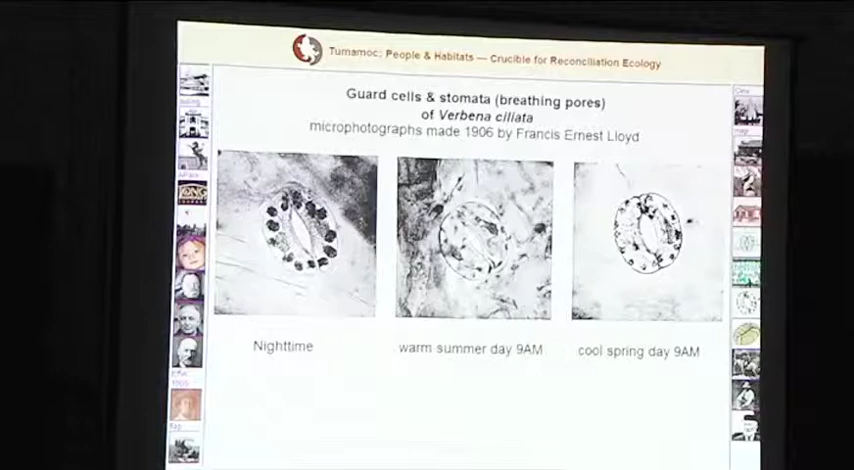 Tumamoc: People & Habitats — Crucible for Reconciliation Ecology
Guard cells & stomata (breathing pores)
of Verbena ciliata
microphotographs made 1906 by Francis Ernest Lloyd
Nighttime
warm summer day 9AM
cool spring day 9AM